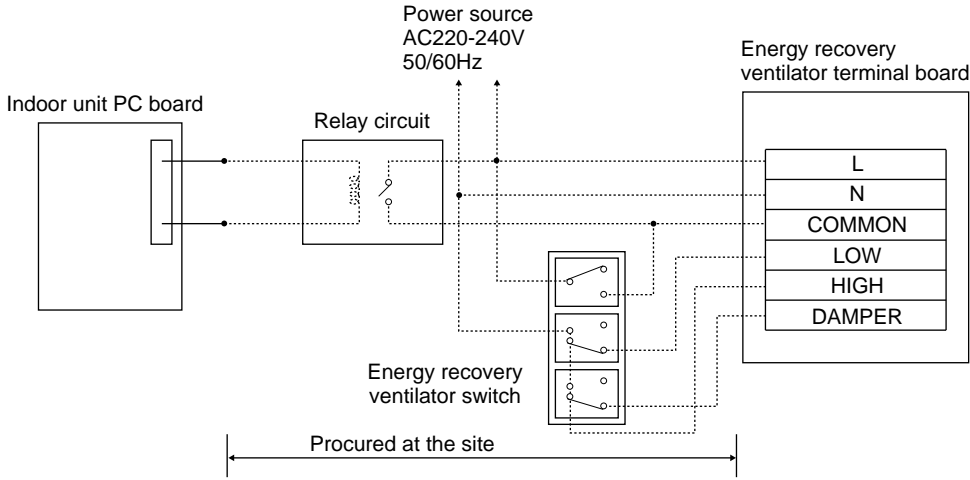 Power source
AC220-240V
50/60Hz
Energy recovery
ventilator terminal board
Indoor unit PC board
Relay circuit
L
N
COMMON
LOW
HIGH
DAMPER
Energy recovery
ventilator switch
Procured at the site